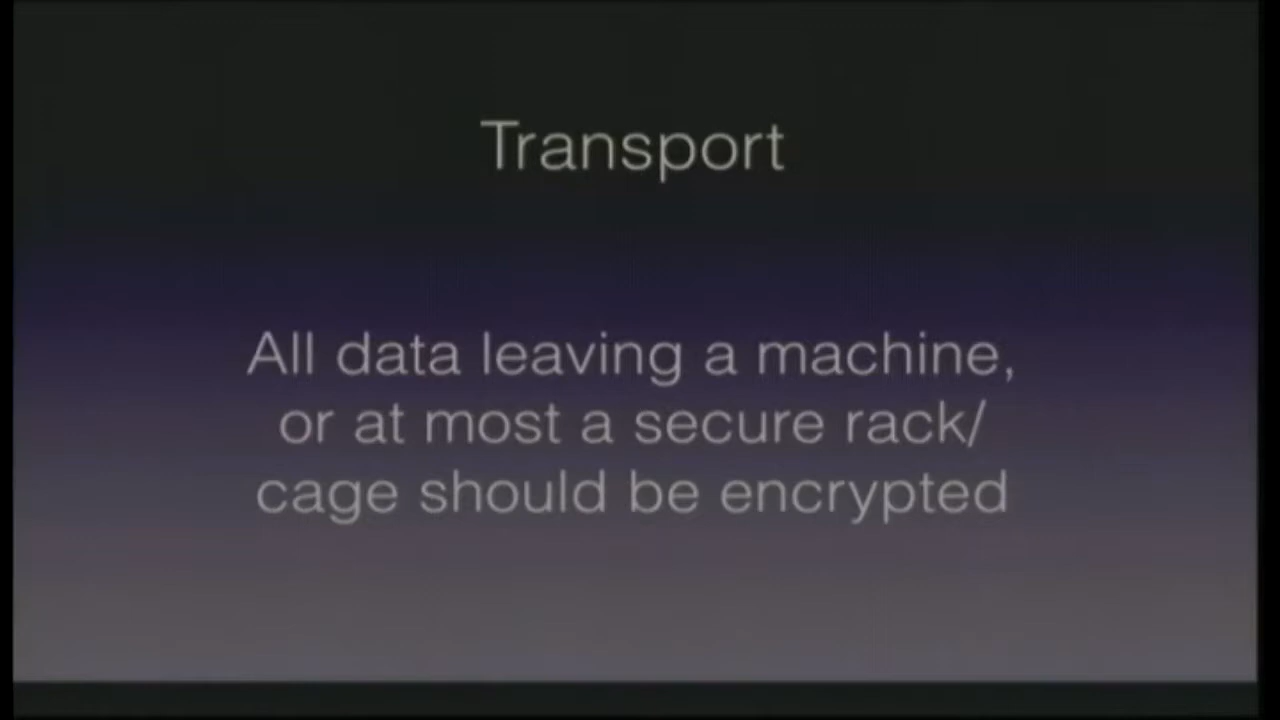 Transport
All data leaving a machine,
or at most a secure rack/
cage should be encrypted